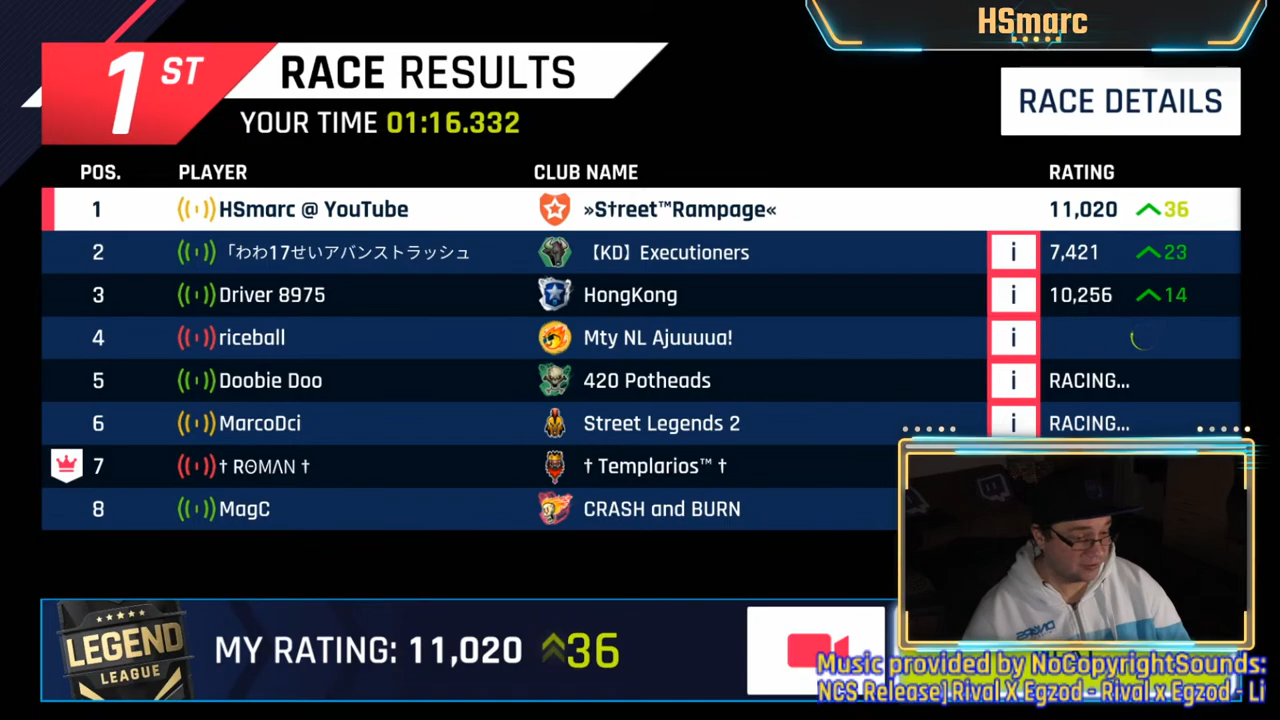 HSmarc
1 ST RACE RESULTS
RACE DETAILS
YOUR TIME 01:16.332
POS. PLAYER CLUB NAME RATING
1 HSmarc @ YouTube »S†reet™Rampage« 11,020 36
2 「わわ17せいアバンストラッシュ 【KD】Executioners i 7,421 23
3 Driver 8975 HongKong i 10,256 14
4 riceball Mty NL Ajuuuua! i
5 Doobie Doo 420 Potheads i RACING...
6 MarcoDci Street Legends 2 i RACING...
7 † RΘMΛN † † Templarios™ †
8 MagC CRASH and BURN
LEGEND LEAGUE MY RATING: 11,020 36
Music provided by NoCopyrightSounds:
NCS Release] Rival X Egzod - Rival x Egzod - Li